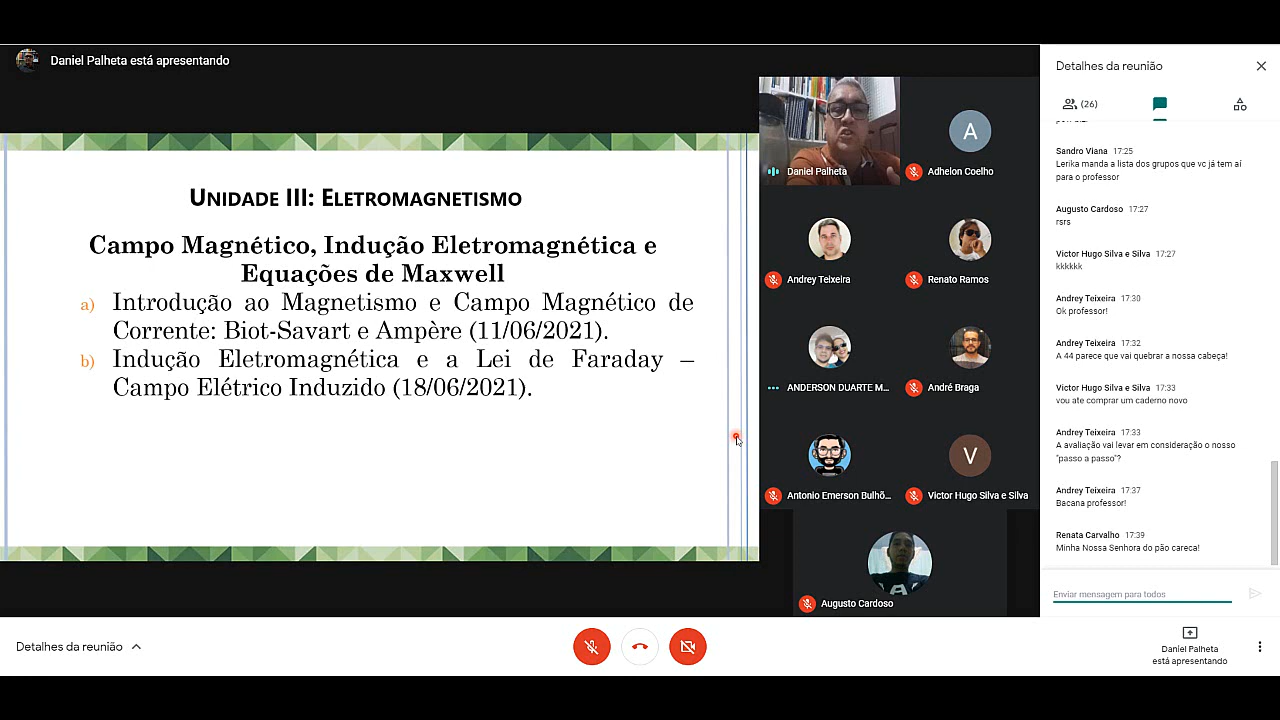 Daniel Palheta está apresentando
UNIDADE III: ELETROMAGNETISMO
Campo Magnético, Indução Eletromagnética e
Equações de Maxwell
a) Introdução ao Magnetismo e Campo Magnético de
Corrente: Biot-Savart e Ampère (11/06/2021).
b) Indução Eletromagnética e a Lei de Faraday –
Campo Elétrico Induzido (18/06/2021).
Daniel Palheta
A
Adhelon Coelho
Andrey Teixeira
Renato Ramos
ANDERSON DUARTE M...
André Braga
Antonio Emerson Bulhõ...
V
Victor Hugo Silva e Silva
Augusto Cardoso
Detalhes da reunião
(26)
Sandro Viana 17:25
Lerika manda a lista dos grupos que vc já tem aí
para o professor
Augusto Cardoso 17:27
rsrs
Victor Hugo Silva e Silva 17:27
kkkkkk
Andrey Teixeira 17:30
Ok professor!
Andrey Teixeira 17:32
A 44 parece que vai quebrar a nossa cabeça!
Victor Hugo Silva e Silva 17:33
vou ate comprar um caderno novo
Andrey Teixeira 17:33
A avaliação vai levar em consideração o nosso
"passo a passo"?
Andrey Teixeira 17:37
Bacana professor!
Renata Carvalho 17:39
Minha Nossa Senhora do pão careca!
Enviar mensagem para todos
Detalhes da reunião
Daniel Palheta
está apresentando